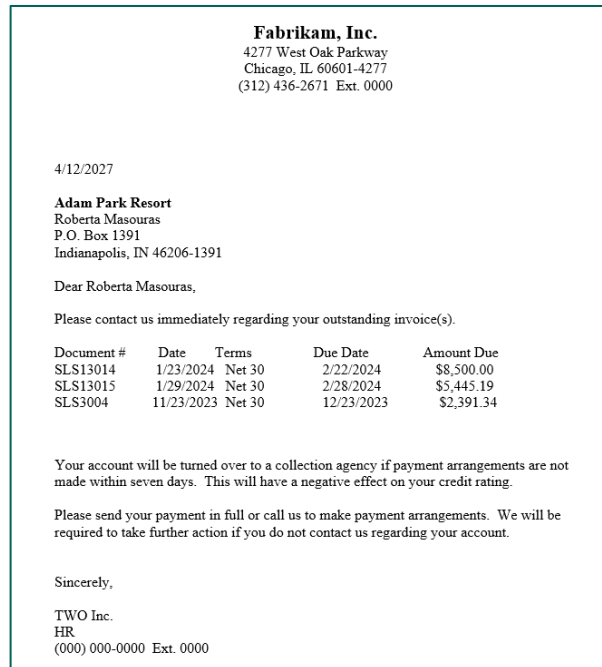 Fabrikam, Inc.
4277 West Oak Parkway
Chicago, IL 60601-4277
(312) 436-2671 Ext. 0000
4/12/2027
Adam Park Resort
Roberta Masouras
P.O. Box 1391
Indianapolis, IN 46206-1391
Dear Roberta Masouras,
Please contact us immediately regarding your outstanding invoice(s).
Document # Date Terms Due Date Amount Due
SLS13014 1/23/2024 Net 30 2/22/2024 $8,500.00
SLS13015 1/29/2024 Net 30 2/28/2024 $5,445.19
SLS3004 11/23/2023 Net 30 12/23/2023 $2,391.34
Your account will be turned over to a collection agency if payment arrangements are not
made within seven days. This will have a negative effect on your credit rating.
Please send your payment in full or call us to make payment arrangements. We will be
required to take further action if you do not contact us regarding your account.
Sincerely,
TWO Inc.
HR
(000) 000-0000 Ext. 0000